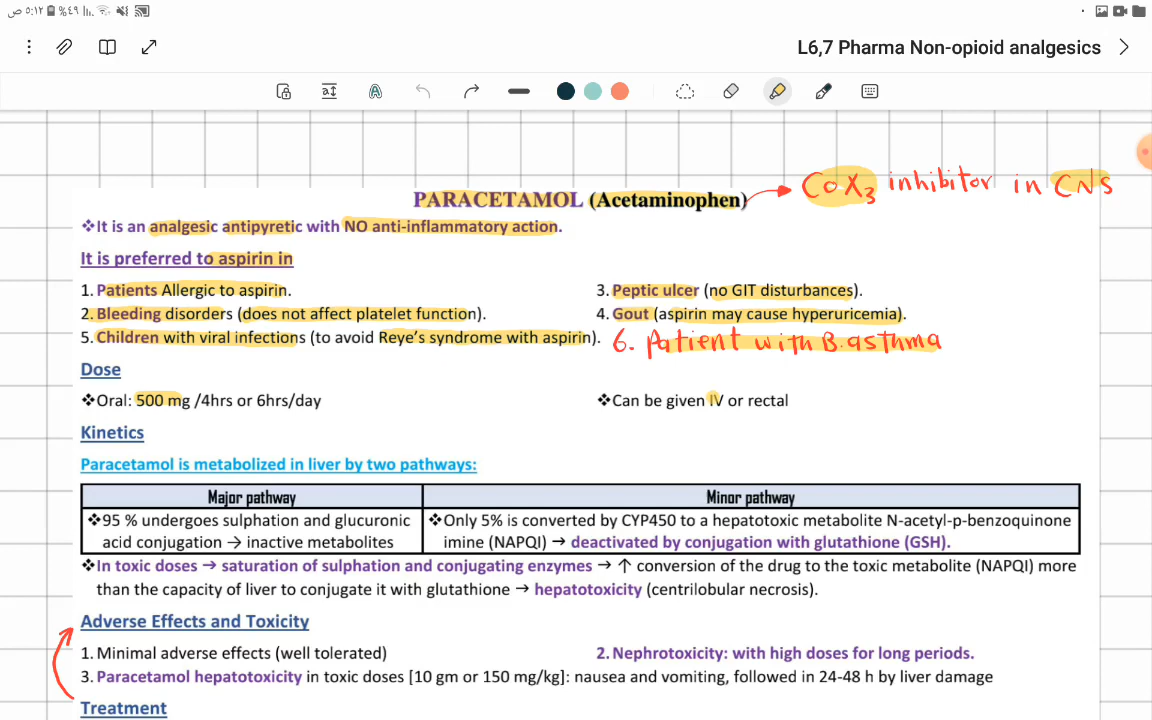 ص ٥:١٢ %٤٩
L6,7 Pharma Non-opioid analgesics
PARACETAMOL (Acetaminophen) COX3 inhibitor in CNS
❖It is an analgesic antipyretic with NO anti-inflammatory action.
It is preferred to aspirin in
1. Patients Allergic to aspirin. 3. Peptic ulcer (no GIT disturbances).
2. Bleeding disorders (does not affect platelet function). 4. Gout (aspirin may cause hyperuricemia).
5. Children with viral infections (to avoid Reye's syndrome with aspirin). 6. Patient with B.asthma
Dose
❖Oral: 500 mg /4hrs or 6hrs/day ❖Can be given IV or rectal
Kinetics
Paracetamol is metabolized in liver by two pathways:
Major pathway Minor pathway
❖95 % undergoes sulphation and glucuronic ❖Only 5% is converted by CYP450 to a hepatotoxic metabolite N-acetyl-p-benzoquinone
acid conjugation → inactive metabolites imine (NAPQI) → deactivated by conjugation with glutathione (GSH).
❖In toxic doses → saturation of sulphation and conjugating enzymes → ↑ conversion of the drug to the toxic metabolite (NAPQI) more
than the capacity of liver to conjugate it with glutathione → hepatotoxicity (centrilobular necrosis).
Adverse Effects and Toxicity
1. Minimal adverse effects (well tolerated) 2. Nephrotoxicity: with high doses for long periods.
3. Paracetamol hepatotoxicity in toxic doses [10 gm or 150 mg/kg]: nausea and vomiting, followed in 24-48 h by liver damage
Treatment